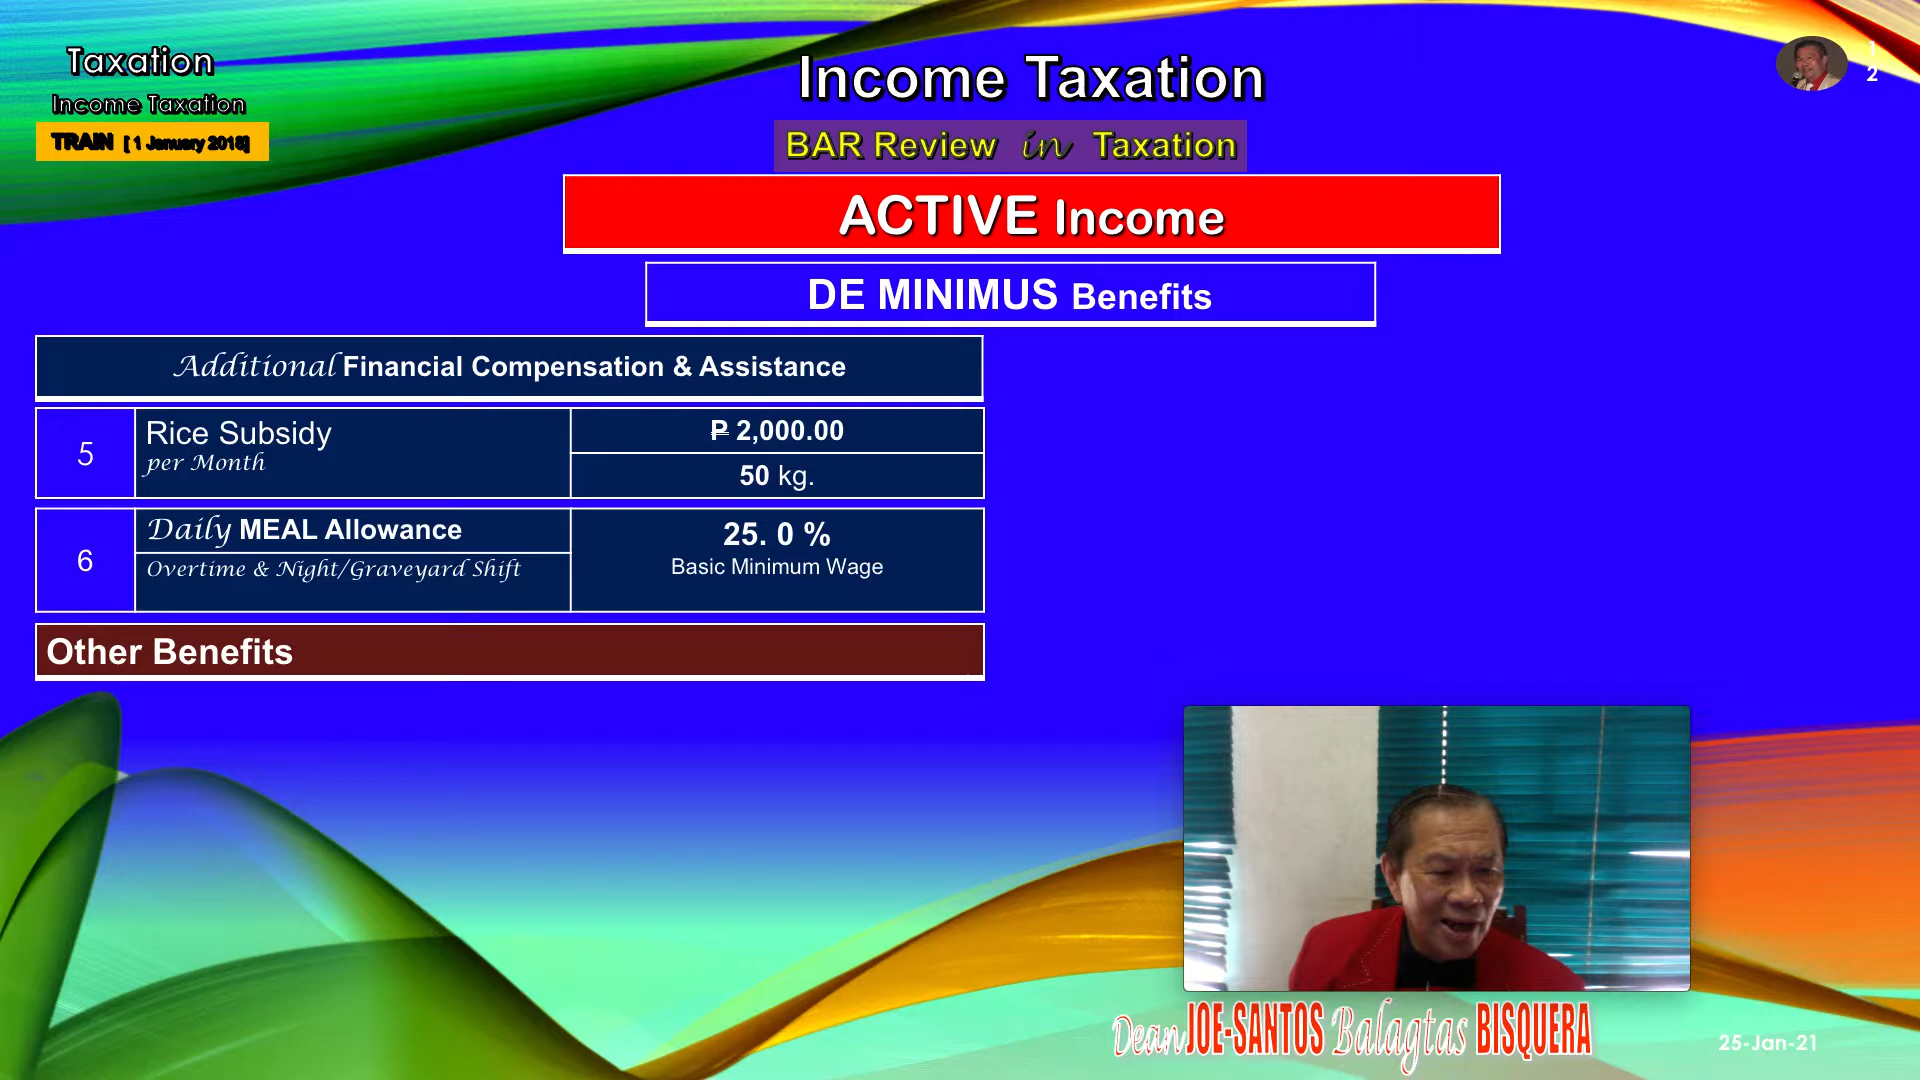 Taxation
Income Taxation
TRAIN [ 1 January 2018]
Income Taxation
BAR Review in Taxation
1
2
ACTIVE Income
DE MINIMUS Benefits
Additional Financial Compensation & Assistance
5
Rice Subsidy
per Month
₱ 2,000.00
50 kg.
6
Daily MEAL Allowance
Overtime & Night/Graveyard Shift
25. 0 %
Basic Minimum Wage
Other Benefits
Dean JOE-SANTOS Balagtas BISQUERA
25-Jan-21